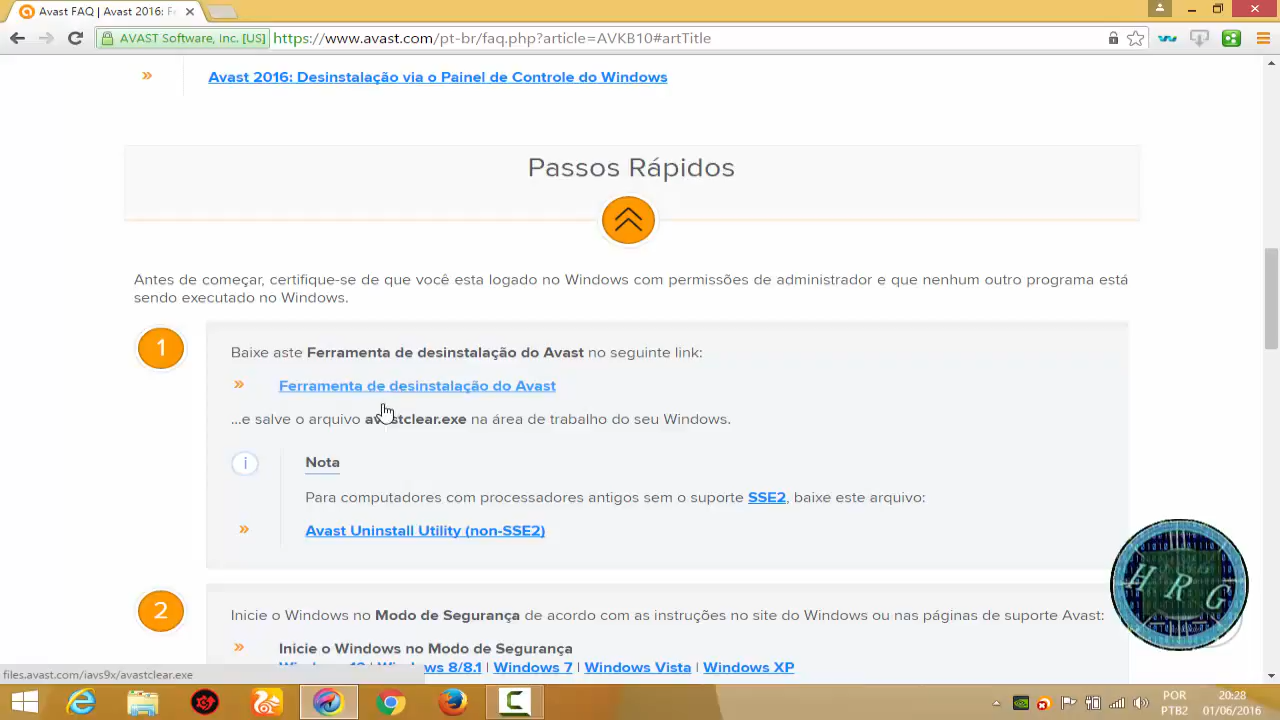 Avast FAQ | Avast 2016: F
AVAST Software, Inc. [US] https://www.avast.com/pt-br/faq.php?article=AVKB10#artTitle
Avast 2016: Desinstalação via o Painel de Controle do Windows
Passos Rápidos
Antes de começar, certifique-se de que você esta logado no Windows com permissões de administrador e que nenhum outro programa está
sendo executado no Windows.
1
Baixe aste Ferramenta de desinstalação do Avast no seguinte link:
Ferramenta de desinstalação do Avast
...e salve o arquivo avastclear.exe na área de trabalho do seu Windows.
i
Nota
Para computadores com processadores antigos sem o suporte SSE2, baixe este arquivo:
Avast Uninstall Utility (non-SSE2)
2
Inicie o Windows no Modo de Segurança de acordo com as instruções no site do Windows ou nas páginas de suporte Avast:
Inicie o Windows no Modo de Segurança
Windows 10 | Windows 8/8.1 | Windows 7 | Windows Vista | Windows XP
HRG
files.avast.com/iavs9x/avastclear.exe
POR
PTB2
20:28
01/06/2016